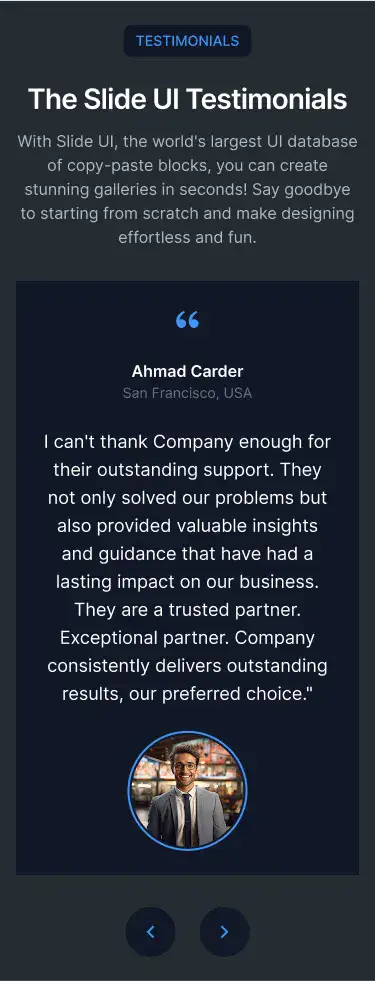 TESTIMONIALS
The Slide UI Testimonials
With Slide UI, the world's largest UI database
of copy-paste blocks, you can create
stunning galleries in seconds! Say goodbye
to starting from scratch and make designing
effortless and fun.
“
Ahmad Carder
San Francisco, USA
I can't thank Company enough for
their outstanding support. They
not only solved our problems but
also provided valuable insights
and guidance that have had a
lasting impact on our business.
They are a trusted partner.
Exceptional partner. Company
consistently delivers outstanding
results, our preferred choice."